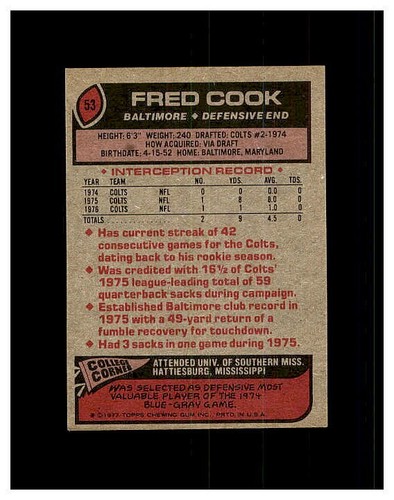 53
FRED COOK
BALTIMORE ♦ DEFENSIVE END
HEIGHT: 6'3" WEIGHT: 240 DRAFTED: COLTS #2-1974
HOW ACQUIRED: VIA DRAFT
BIRTHDATE: 4-15-52 HOME: BALTIMORE, MARYLAND
♦ INTERCEPTION RECORD ♦
YEAR TEAM NO. YDS. AVG. TDS.
1974 COLTS NFL 0 0 0.0 0
1975 COLTS NFL 1 8 8.0 0
1976 COLTS NFL 1 1 1.0 0
TOTALS 2 9 4.5 0
♦ Has current streak of 42
consecutive games for the Colts,
dating back to his rookie season.
♦ Was credited with 16½ of Colts'
1975 league-leading total of 59
quarterback sacks during campaign.
♦ Established Baltimore club record in
1975 with a 49-yard return of a
fumble recovery for touchdown.
♦ Had 3 sacks in one game during 1975.
COLLEGE
CORNER
ATTENDED UNIV. OF SOUTHERN MISS.
HATTIESBURG, MISSISSIPPI
WAS SELECTED AS DEFENSIVE MOST
VALUABLE PLAYER OF THE 1974
BLUE-GRAY GAME.
© 1977 TOPPS CHEWING GUM, INC. PRTD. IN U.S.A.